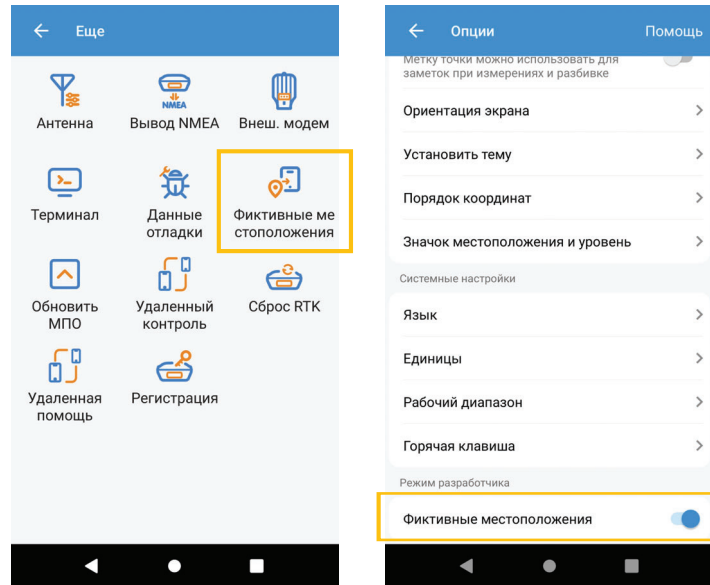 Еще
NMEA
Антенна
Вывод NMEA
Внеш. модем
Терминал
Данные
отладки
Фиктивные ме
стоположения
Обновить
МПО
Удаленный
контроль
Сброс RTK
Удаленная
помощь
Регистрация
Опции
Помощь
Метку точки можно использовать для
заметок при измерениях и разбивке
Ориентация экрана
Установить тему
Порядок координат
Значок местоположения и уровень
Системные настройки
Язык
Единицы
Рабочий диапазон
Горячая клавиша
Режим разработчика
Фиктивные местоположения